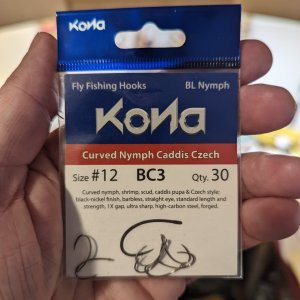 Kona
Fly Fishing Hooks BL Nymph
Kona
Curved Nymph Caddis Czech
Size #12 BC3 Qty. 30
Curved nymph, shrimp, scud, caddis pupa & Czech style;
black-nickel finish, barbless, straight eye, standard length and
strength, 1X gap, ultra sharp, high-carbon steel, forged.
2